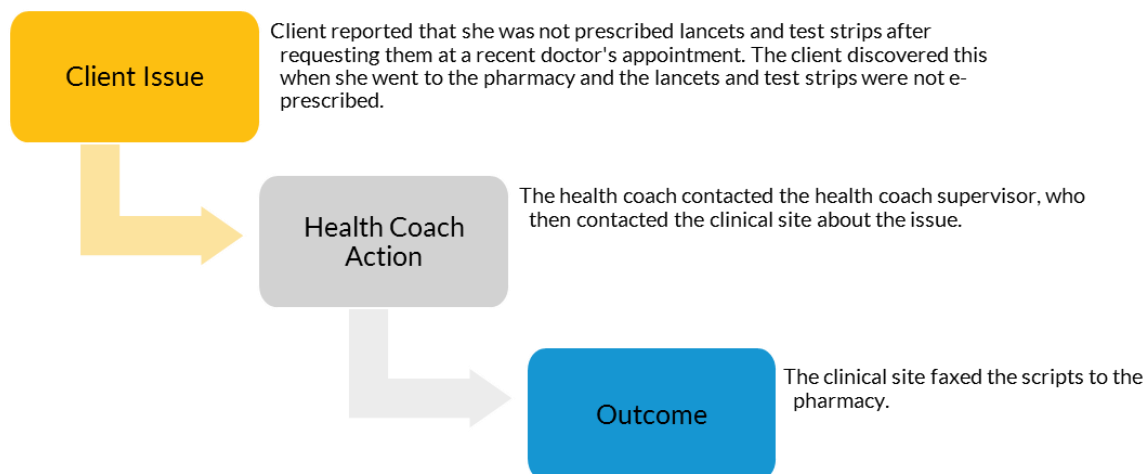 Client Issue
Client reported that she was not prescribed lancets and test strips after
requesting them at a recent doctor's appointment. The client discovered this
when she went to the pharmacy and the lancets and test strips were not e-
prescribed.
Health Coach
Action
The health coach contacted the health coach supervisor, who
then contacted the clinical site about the issue.
Outcome
The clinical site faxed the scripts to the
pharmacy.